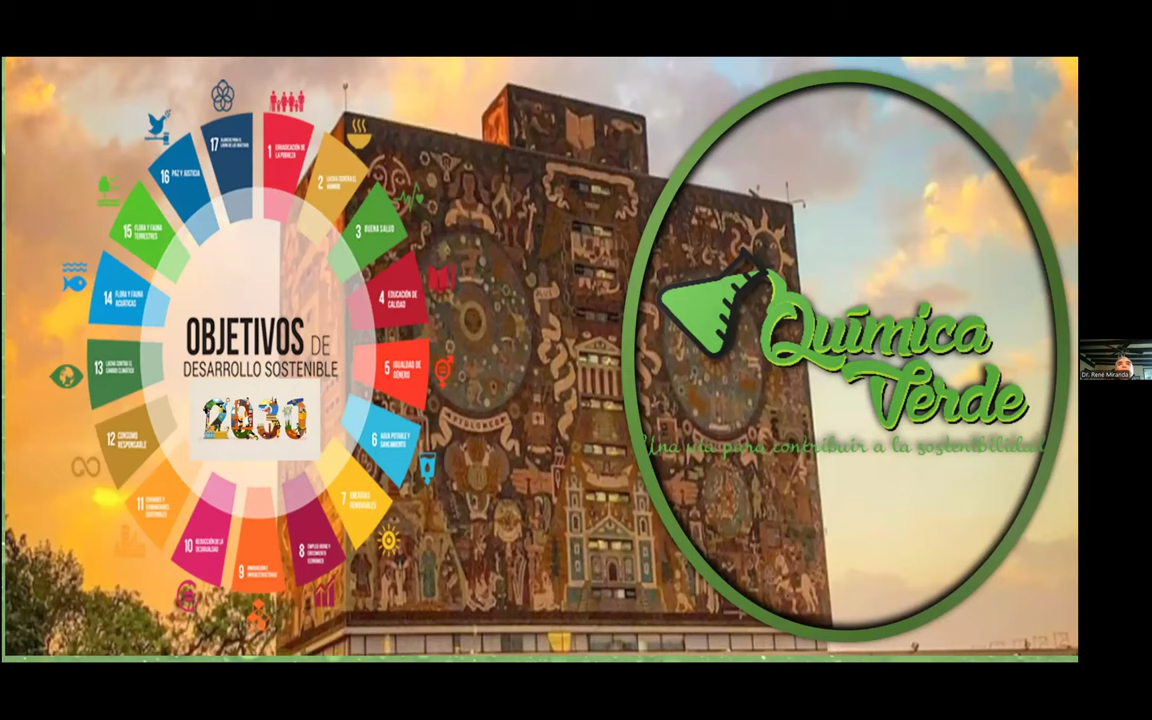 17 
16 PAZ Y JUSTICIA
15 FLORA Y FAUNA
TERRESTRES
14 FLORA Y FAUNA
ACUÁTICAS
13 LUCHA CONTRA EL
CAMBIO CLIMÁTICO
12 CONSUMO
RESPONSABLE
11
10 REDUCCIÓN DE LA
DESIGUALDAD
9
8
7 ENERGÍAS
RENOVABLES
6 AGUA POTABLE Y
SANEAMIENTO
5 IGUALDAD DE
GÉNERO
4 EDUCACIÓN DE
CALIDAD
3 BUENA SALUD
2 LUCHA CONTRA EL
HAMBRE
1 ERRADICACIÓN DE
LA POBREZA
OBJETIVOS DE
DESARROLLO SOSTENIBLE
2030
Química
Verde
Una vía para contribuir a la sostenibilidad
Dr. René Miranda